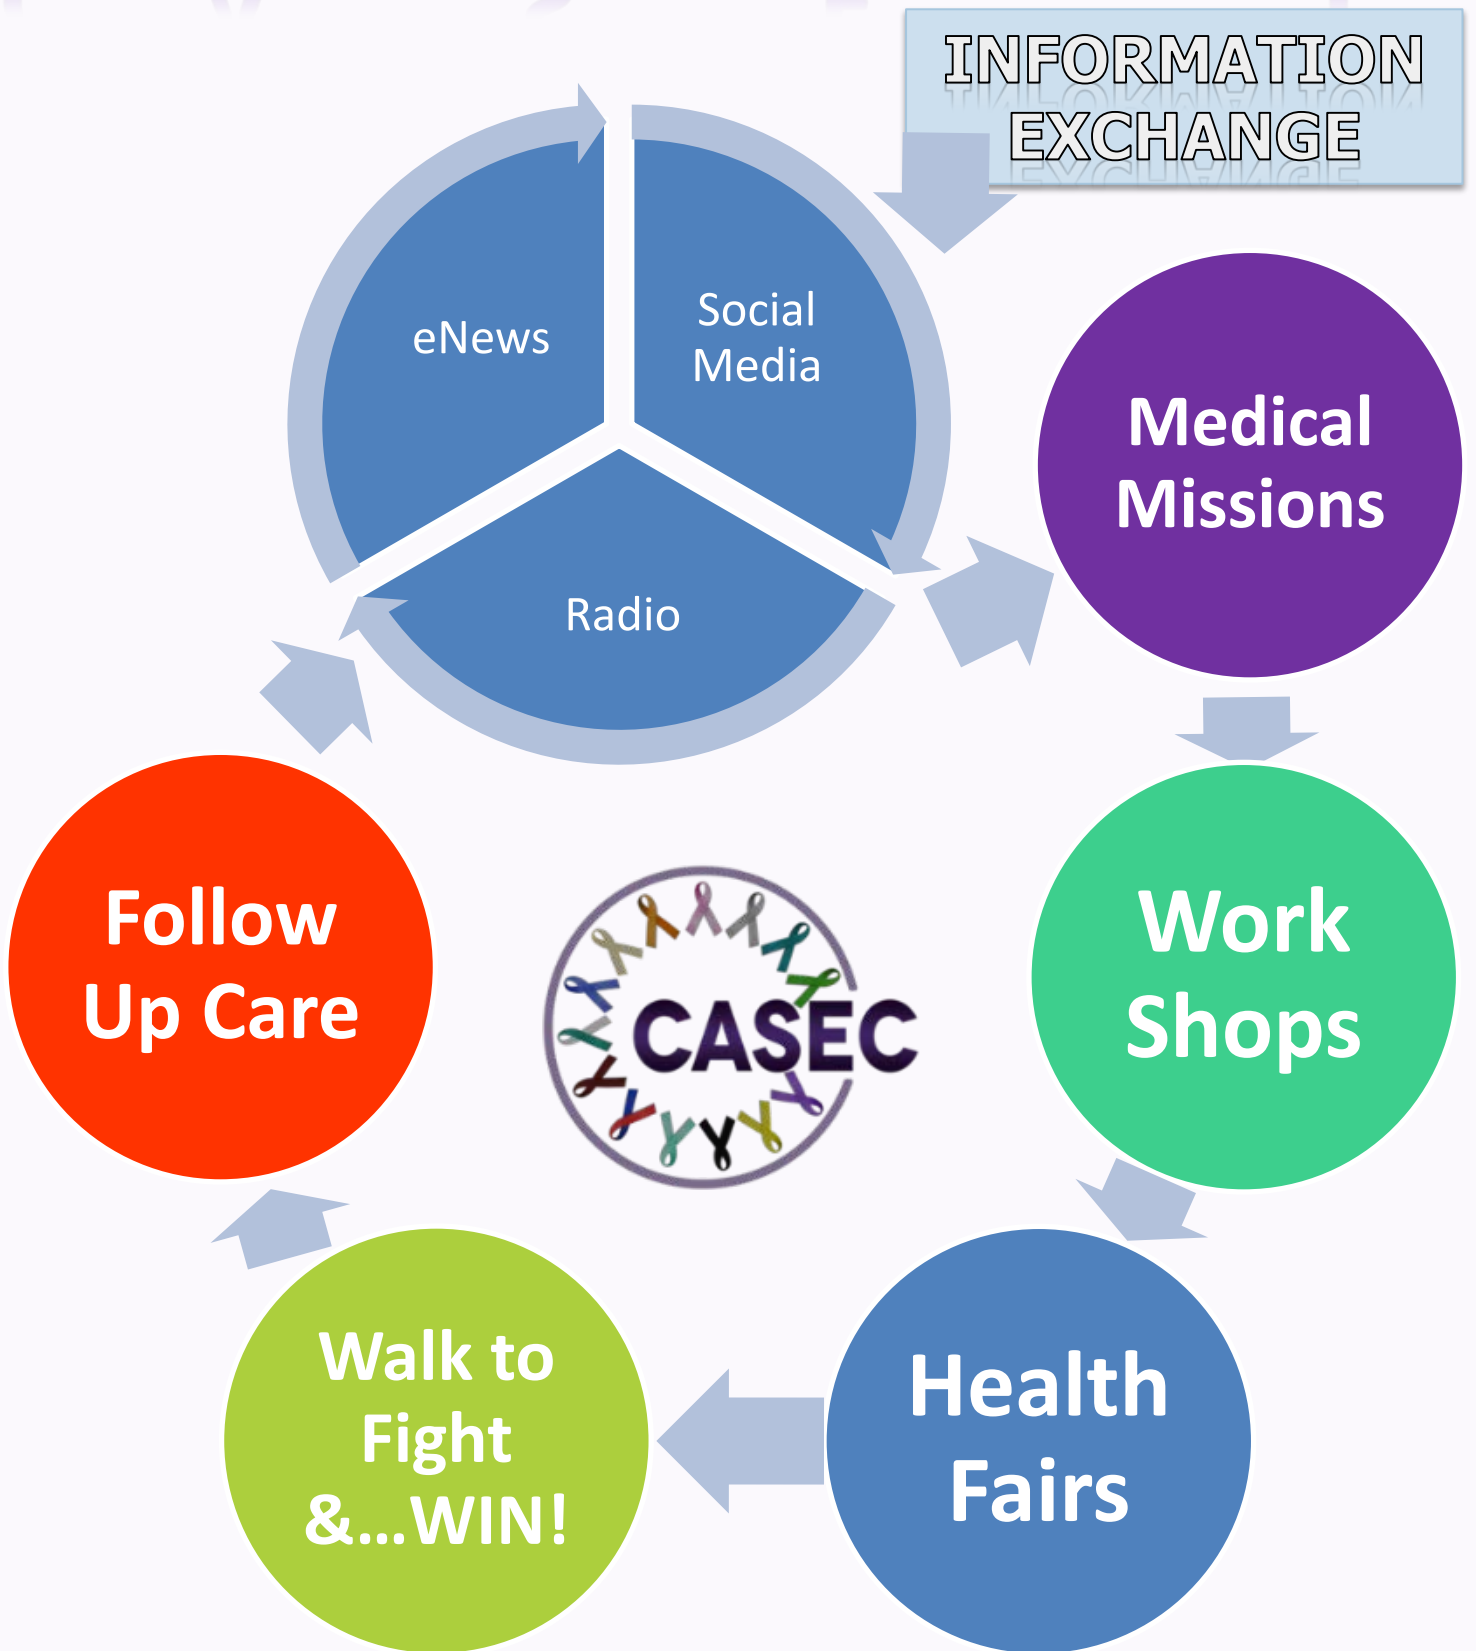 INFORMATION
EXCHANGE
eNews
Social
Media
Radio
Medical
Missions
Work
Shops
Health
Fairs
Walk to
Fight
&...WIN!
Follow
Up Care
CASEC